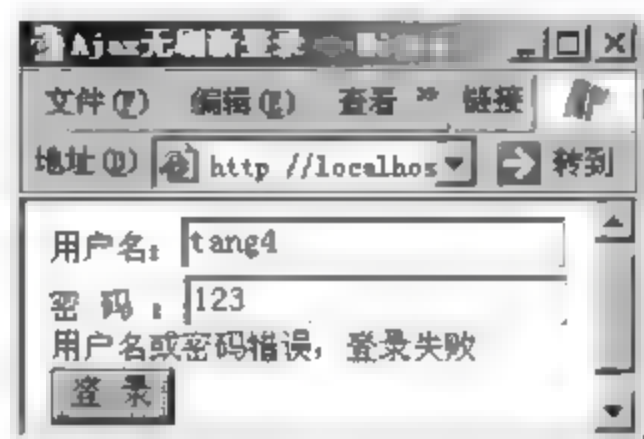 Ajax无刷新登录
文件(F) 编辑(E) 查看 » 链接
地址(D) http //localhos 转到
用户名： tang4
密 码 ： 123
用户名或密码错误，登录失败
登 录